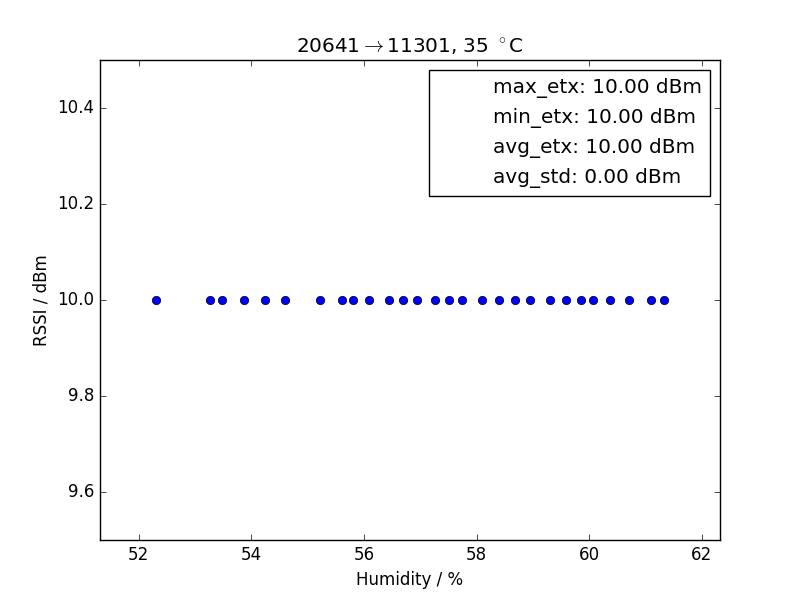 20641→11301, 35 °C
max_etx: 10.00 dBm
min_etx: 10.00 dBm
avg_etx: 10.00 dBm
avg_std: 0.00 dBm
RSSI / dBm
10.4
10.2
10.0
9.8
9.6
52 54 56 58 60 62
Humidity / %